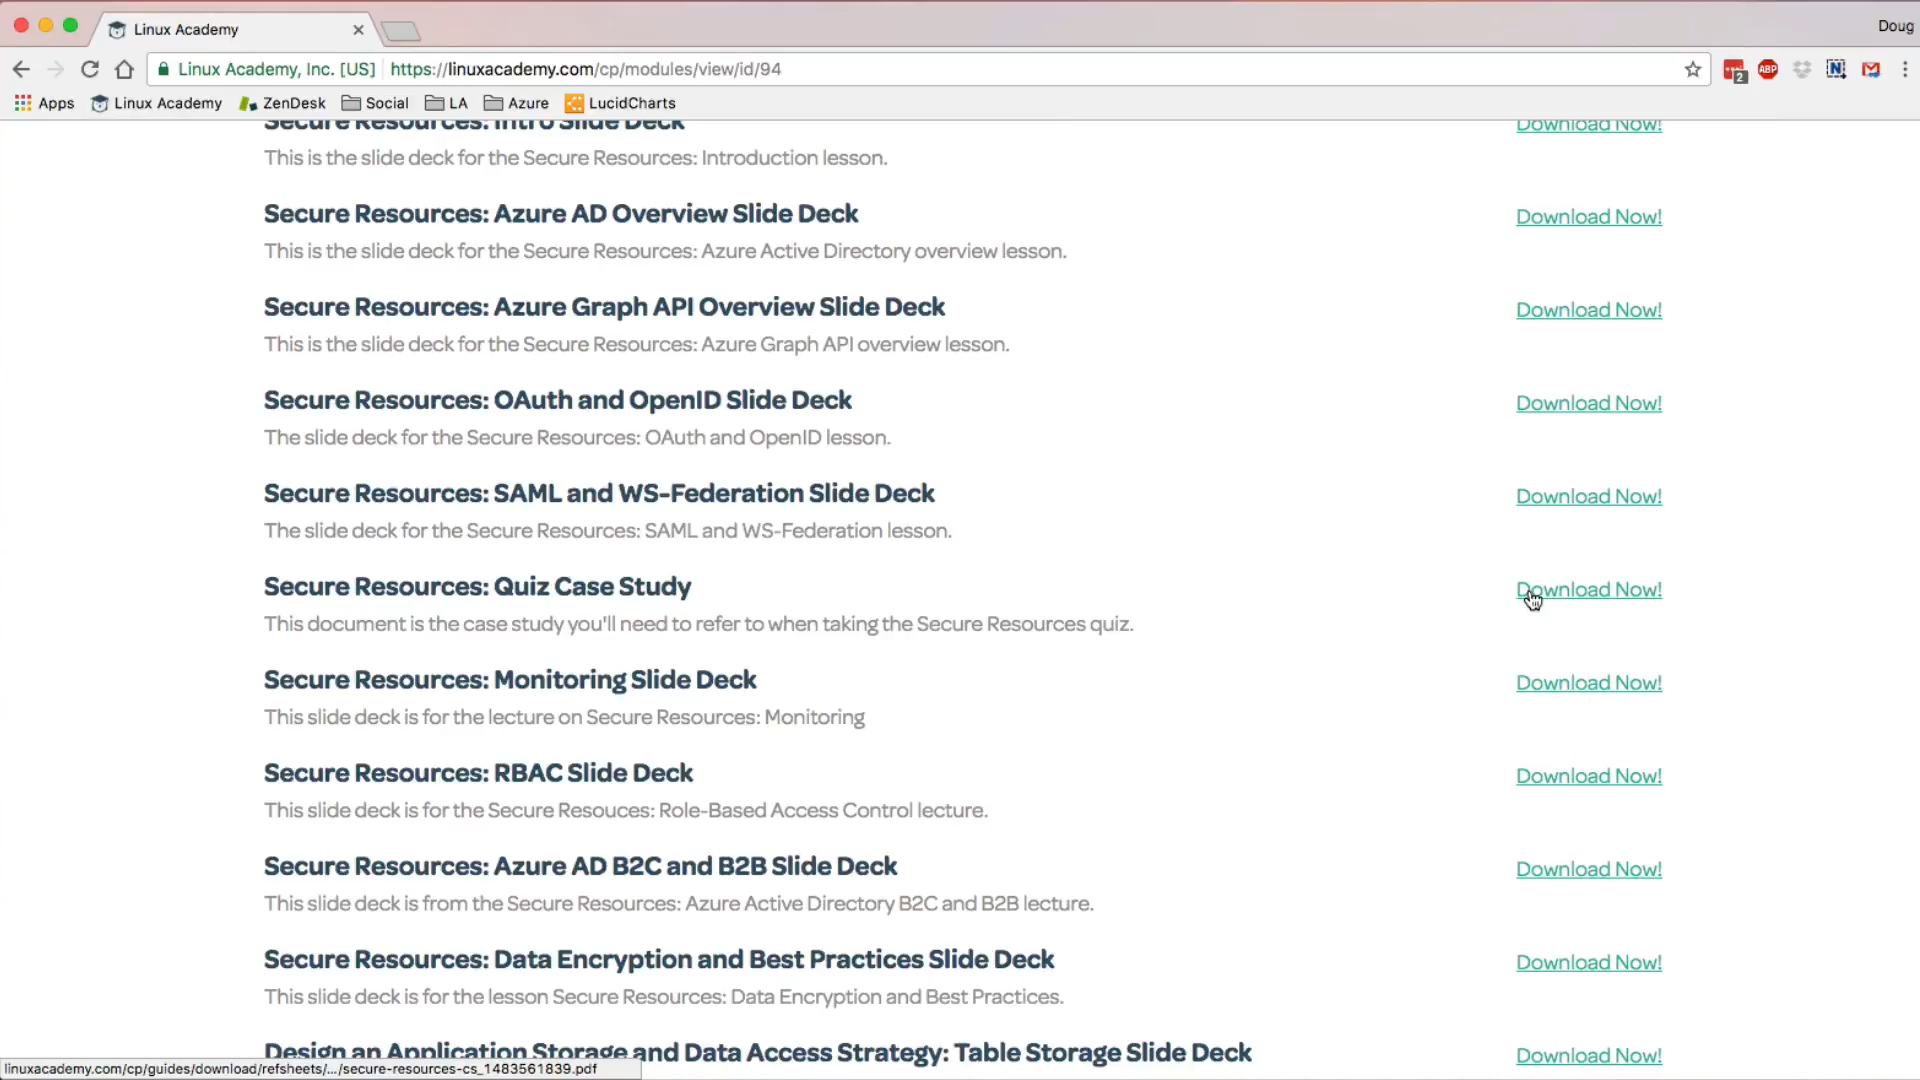 Linux Academy
Doug
Linux Academy, Inc. [US] https://linuxacademy.com/cp/modules/view/id/94
2 ABP N
Apps Linux Academy ZenDesk Social LA Azure LucidCharts
Secure Resources: Intro Slide Deck Download Now!
This is the slide deck for the Secure Resources: Introduction lesson.
Secure Resources: Azure AD Overview Slide Deck Download Now!
This is the slide deck for the Secure Resources: Azure Active Directory overview lesson.
Secure Resources: Azure Graph API Overview Slide Deck Download Now!
This is the slide deck for the Secure Resources: Azure Graph API overview lesson.
Secure Resources: OAuth and OpenID Slide Deck Download Now!
The slide deck for the Secure Resources: OAuth and OpenID lesson.
Secure Resources: SAML and WS-Federation Slide Deck Download Now!
The slide deck for the Secure Resources: SAML and WS-Federation lesson.
Secure Resources: Quiz Case Study Download Now!
This document is the case study you'll need to refer to when taking the Secure Resources quiz.
Secure Resources: Monitoring Slide Deck Download Now!
This slide deck is for the lecture on Secure Resources: Monitoring
Secure Resources: RBAC Slide Deck Download Now!
This slide deck is for the Secure Resouces: Role-Based Access Control lecture.
Secure Resources: Azure AD B2C and B2B Slide Deck Download Now!
This slide deck is from the Secure Resources: Azure Active Directory B2C and B2B lecture.
Secure Resources: Data Encryption and Best Practices Slide Deck Download Now!
This slide deck is for the lesson Secure Resources: Data Encryption and Best Practices.
Design an Application Storage and Data Access Strategy: Table Storage Slide Deck Download Now!
linuxacademy.com/cp/guides/download/refsheets/.../secure-resources-cs_1483561839.pdf